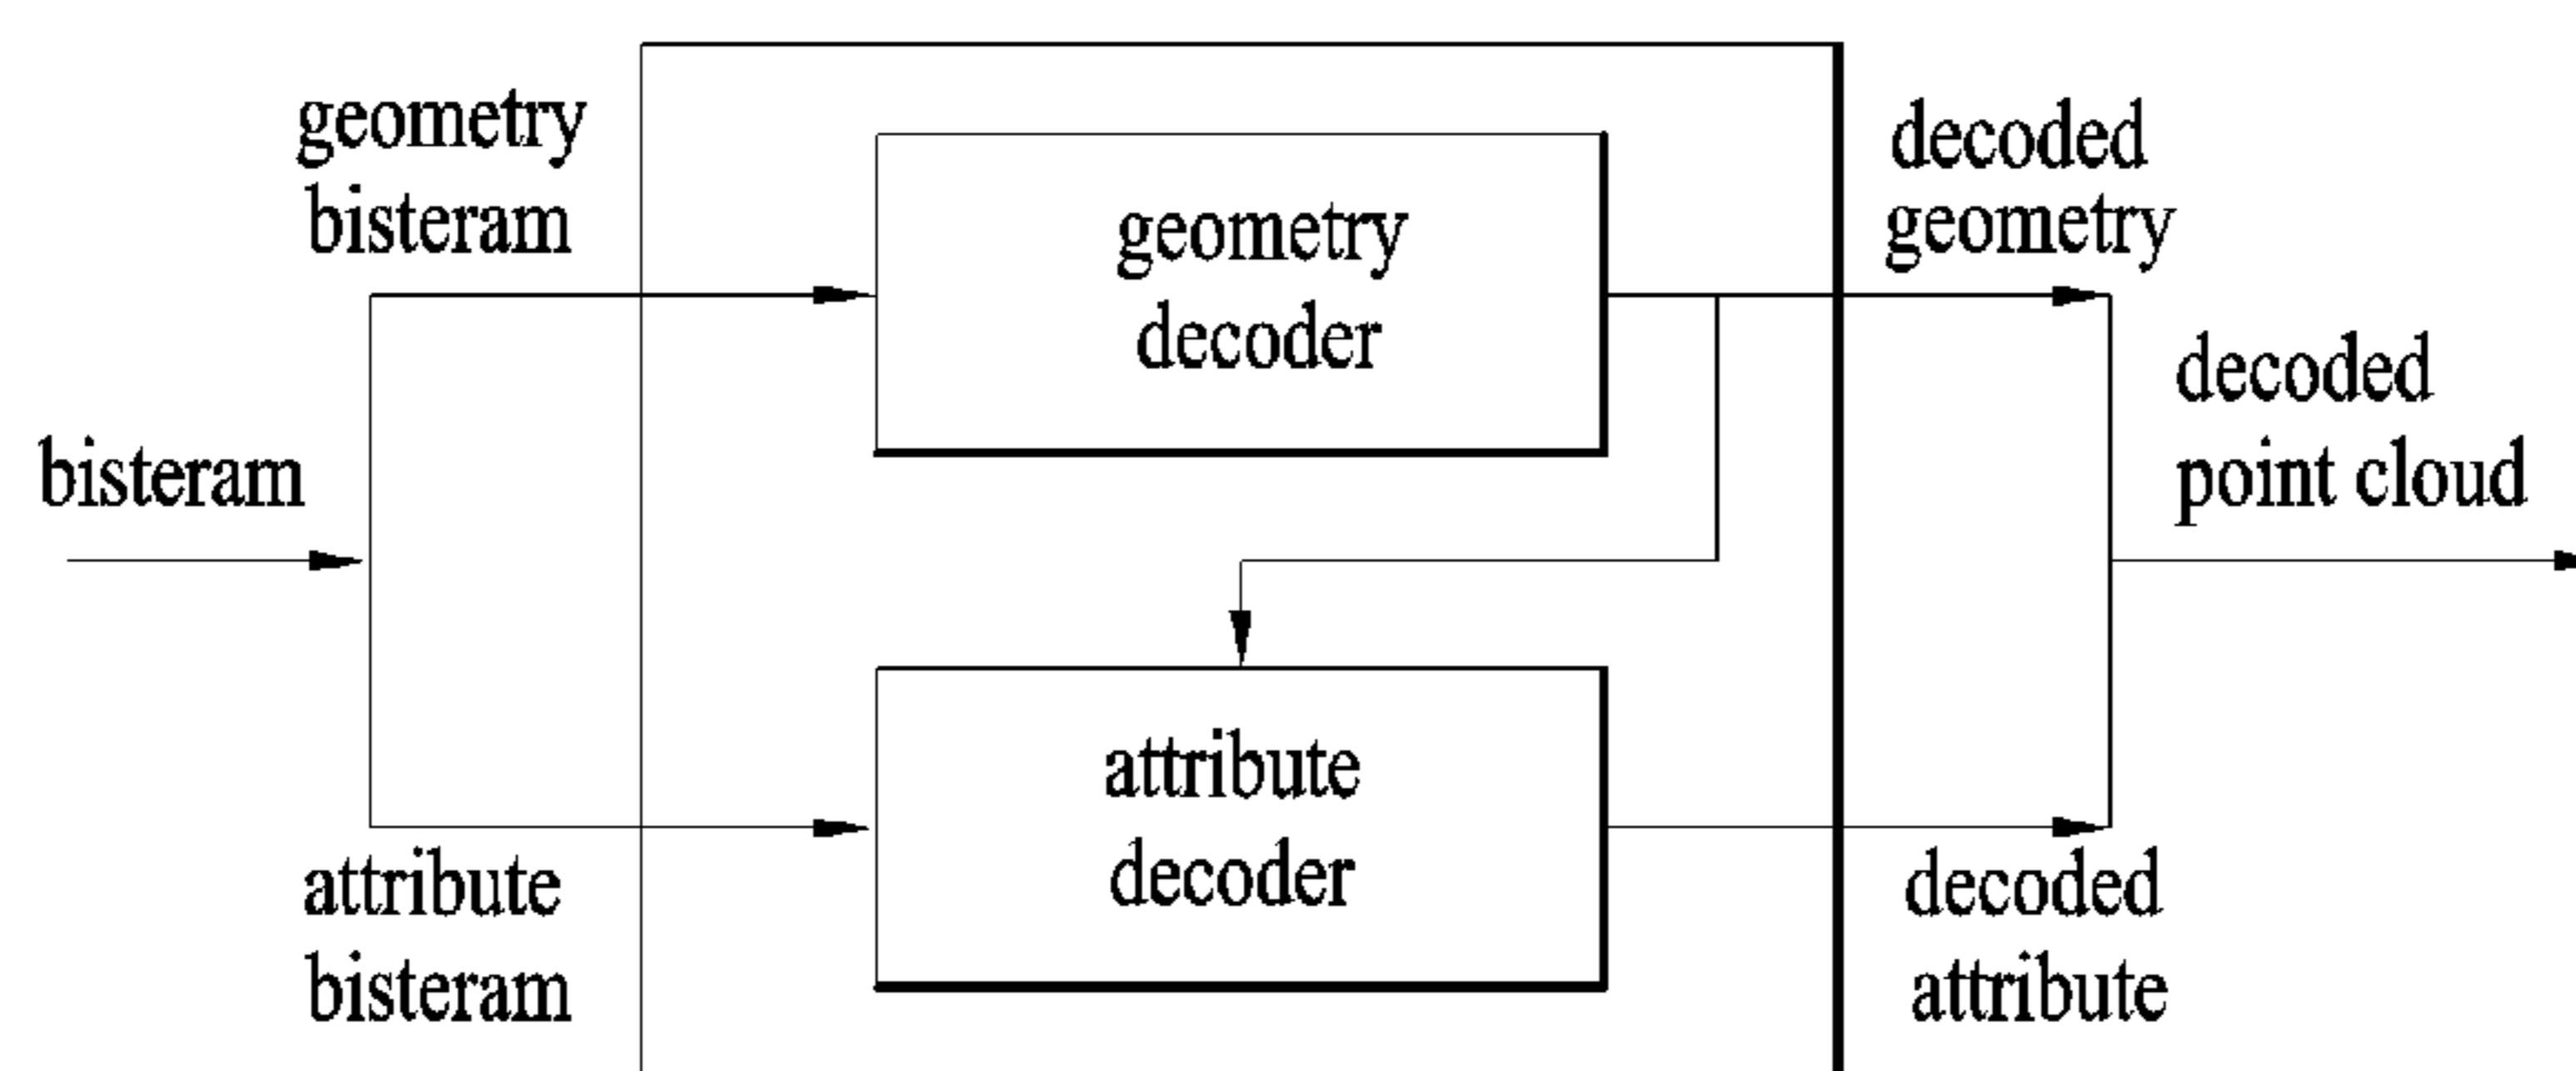 geometry
bisteram
bisteram
attribute
bisteram
geometry
decoder
attribute
decoder
decoded
geometry
decoded
point cloud
decoded
attribute